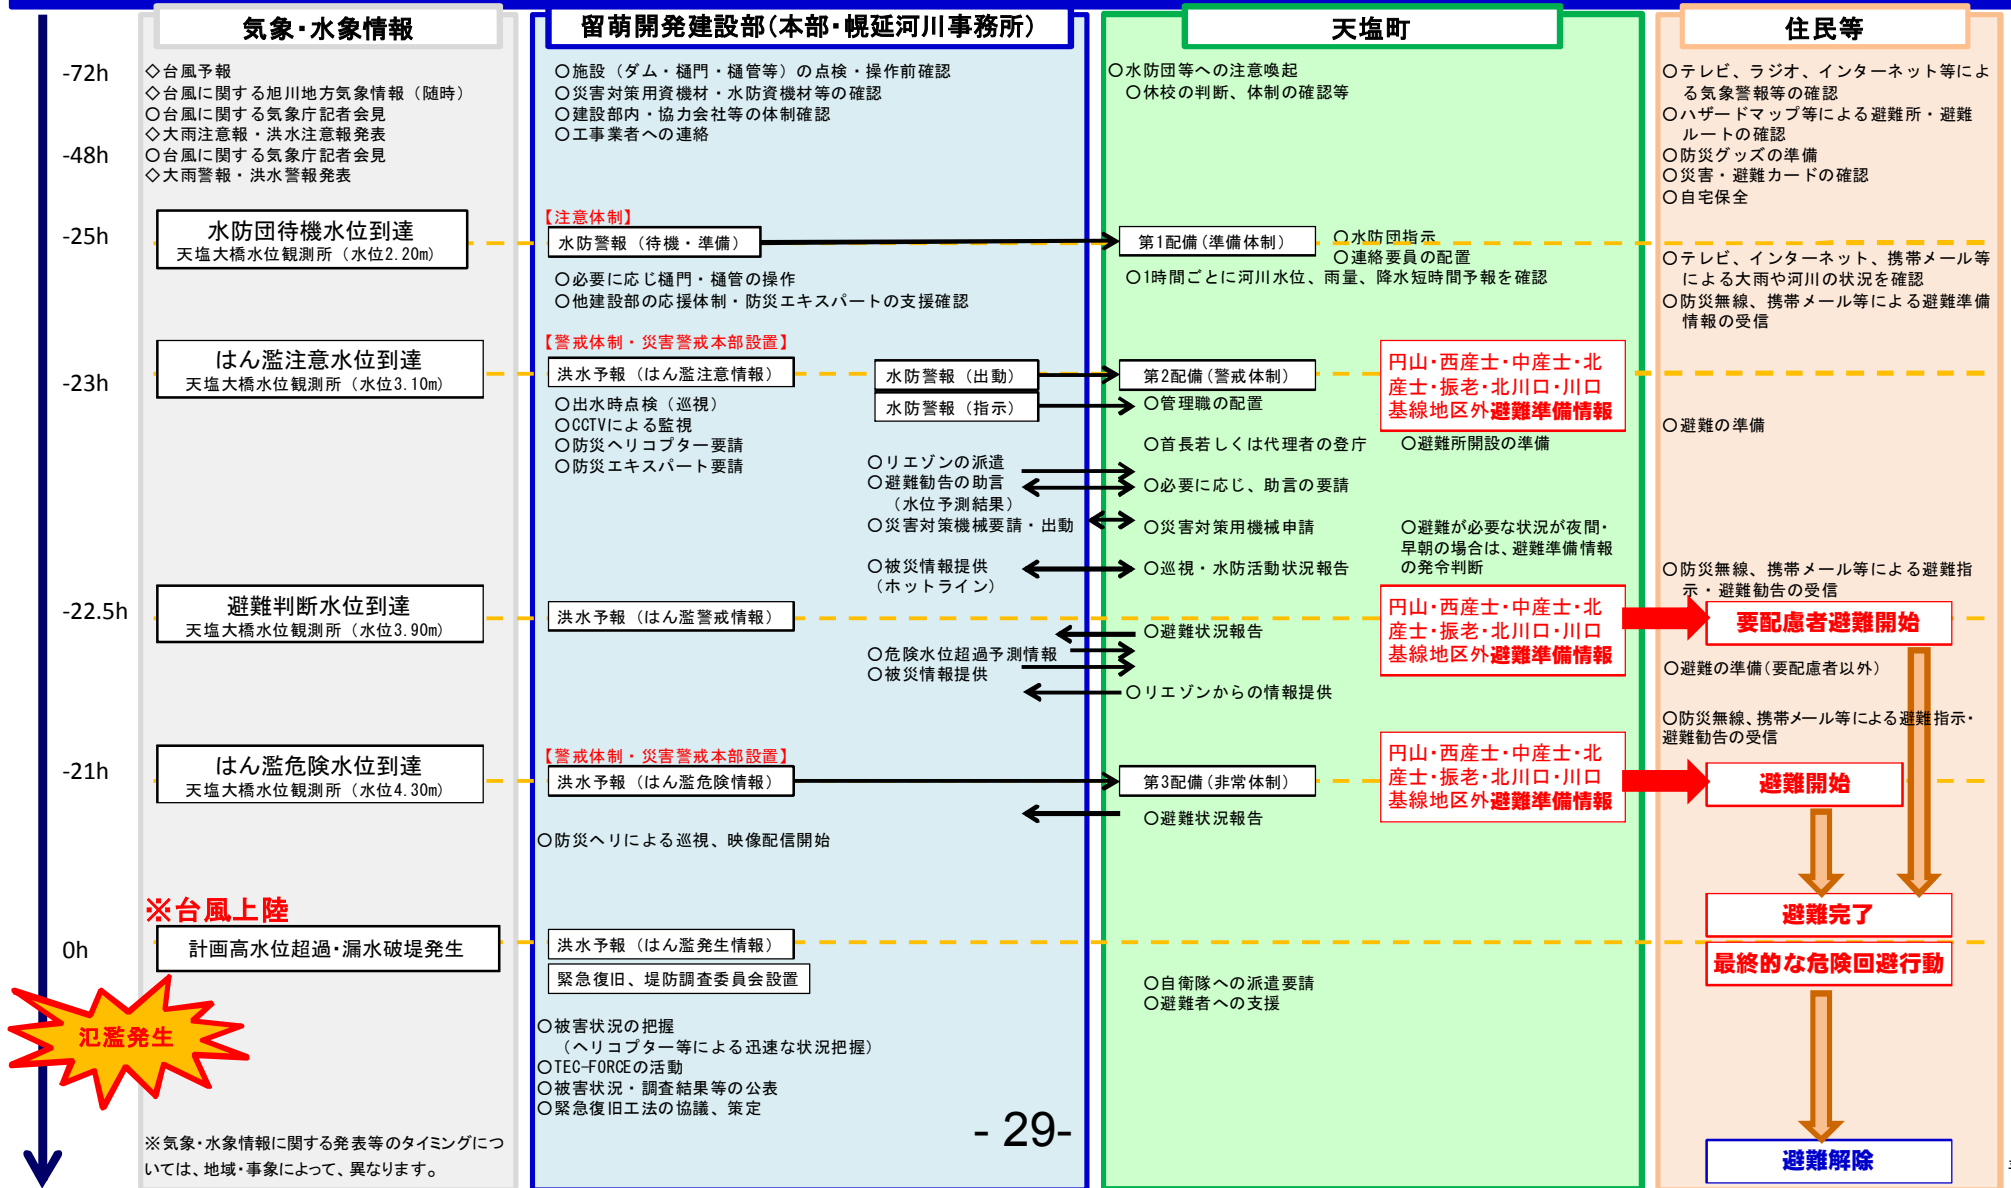 気象・水象情報
-72h
◇台風予報
◇台風に関する旭川地方気象情報（随時）
○台風に関する気象庁記者会見
◇大雨注意報・洪水注意報発表
-48h
○台風に関する気象庁記者会見
◇大雨警報・洪水警報発表
-25h
水防団待機水位到達
天塩大橋水位観測所（水位2.20m）
-23h
はん濫注意水位到達
天塩大橋水位観測所（水位3.10m）
-22.5h
避難判断水位到達
天塩大橋水位観測所（水位3.90m）
-21h
はん濫危険水位到達
天塩大橋水位観測所（水位4.30m）
※台風上陸
0h
計画高水位超過・漏水破堤発生
氾濫発生
※気象・水象情報に関する発表等のタイミングにつ
いては、地域・事象によって、異なります。
留萌開発建設部（本部・幌延河川事務所）
○施設（ダム・樋門・樋管等）の点検・操作前確認
○災害対策用資機材・水防資機材等の確認
○建設部内・協力会社等の体制確認
○工事業者への連絡
【注意体制】
水防警報（待機・準備）
○必要に応じ樋門・樋管の操作
○他建設部の応援体制・防災エキスパートの支援確認
【警戒体制・災害警戒本部設置】
洪水予報（はん濫注意情報）
水防警報（出動）
水防警報（指示）
○出水時点検（巡視）
○CCTVによる監視
○防災ヘリコプター要請
○防災エキスパート要請
○リエゾンの派遣
○避難勧告の助言
（水位予測結果）
○災害対策機械要請・出動
○被災情報提供
（ホットライン）
洪水予報（はん濫警戒情報）
○危険水位超過予測情報
○被災情報提供
【警戒体制・災害警戒本部設置】
洪水予報（はん濫危険情報）
○防災ヘリによる巡視、映像配信開始
洪水予報（はん濫発生情報）
緊急復旧、堤防調査委員会設置
○被害状況の把握
（ヘリコプター等による迅速な状況把握）
○TEC-FORCEの活動
○被害状況・調査結果等の公表
○緊急復旧工法の協議、策定
- 29-
天塩町
○水防団等への注意喚起
○休校の判断、体制の確認等
第1配備（準備体制）
○水防団指示
○連絡要員の配置
○1時間ごとに河川水位、雨量、降水短時間予報を確認
第2配備（警戒体制）
円山・西産士・中産士・北
産士・振老・北川口・川口
基線地区外避難準備情報
○管理職の配置
○首長若しくは代理者の登庁
○避難所開設の準備
○必要に応じ、助言の要請
○災害対策用機械申請
○避難が必要な状況が夜間・
早朝の場合は、避難準備情報
の発令判断
○巡視・水防活動状況報告
円山・西産士・中産士・北
産士・振老・北川口・川口
基線地区外避難準備情報
○避難状況報告
○リエゾンからの情報提供
第3配備（非常体制）
円山・西産士・中産士・北
産士・振老・北川口・川口
基線地区外避難準備情報
○避難状況報告
○自衛隊への派遣要請
○避難者への支援
住民等
○テレビ、ラジオ、インターネット等によ
る気象警報等の確認
○ハザードマップ等による避難所・避難
ルートの確認
○防災グッズの準備
○災害・避難カードの確認
○自宅保全
○テレビ、インターネット、携帯メール等
による大雨や河川の状況を確認
○防災無線、携帯メール等による避難準備
情報の受信
○避難の準備
○防災無線、携帯メール等による避難指
示・避難勧告の受信
要配慮者避難開始
○避難の準備（要配慮者以外）
○防災無線、携帯メール等による避難指示・
避難勧告の受信
避難開始
避難完了
最終的な危険回避行動
避難解除